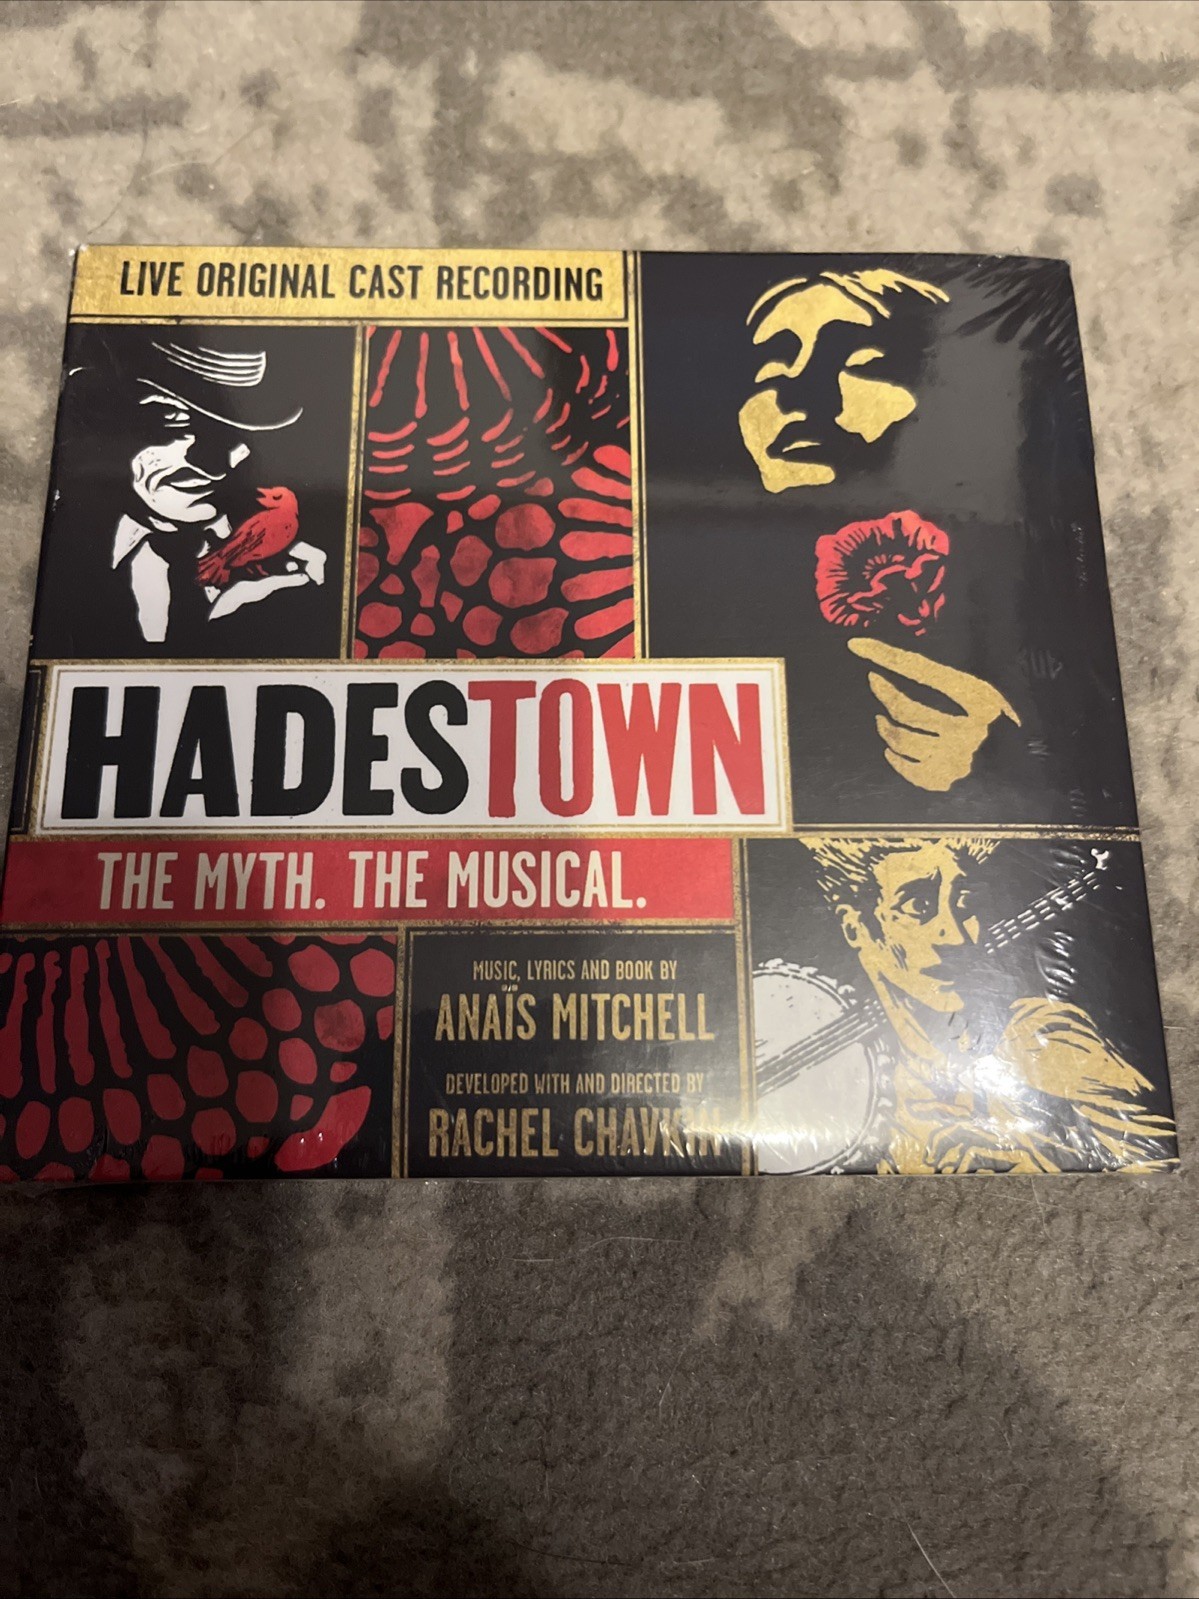 LIVE ORIGINAL CAST RECORDING
HADESTOWN
THE MYTH. THE MUSICAL.
MUSIC, LYRICS AND BOOK BY
ANAÏS MITCHELL
DEVELOPED WITH AND DIRECTED BY
RACHEL CHAVKIN